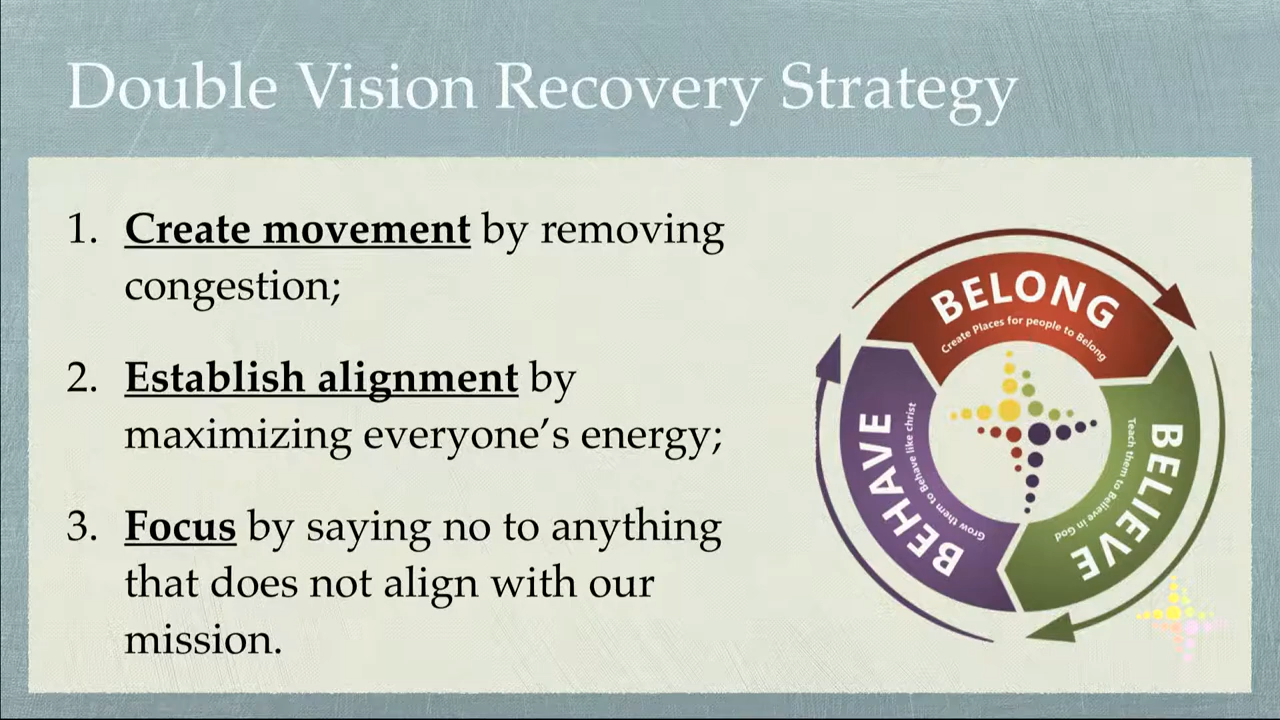 Double Vision Recovery Strategy
1. Create movement by removing
congestion;
2. Establish alignment by
maximizing everyone’s energy;
3. Focus by saying no to anything
that does not align with our
mission.
BELONG
Create Places for people to Belong
BELIEVE
Teach them to Believe in God
BEHAVE
Grow them to Behave like christ